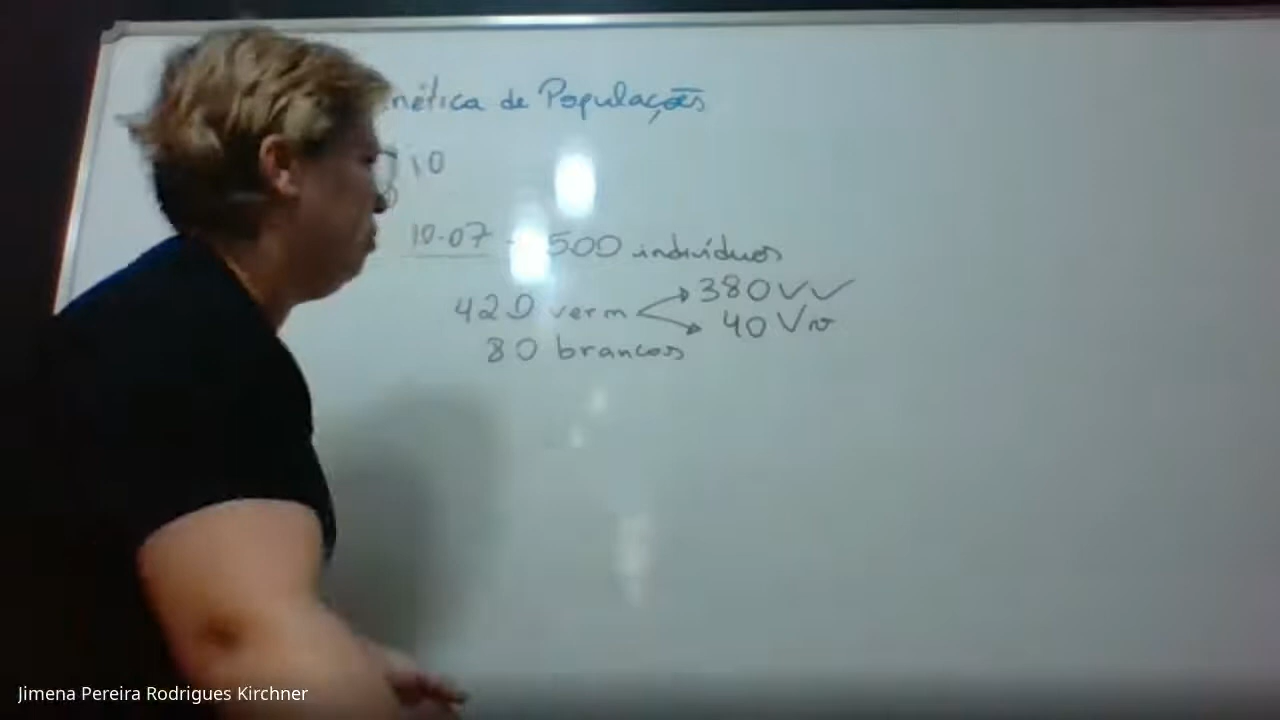 nética de Populações
10
10.07 - 500 indivíduos
420 verm → 380 VV
→ 40 Vv
80 brancos
Jimena Pereira Rodrigues Kirchner